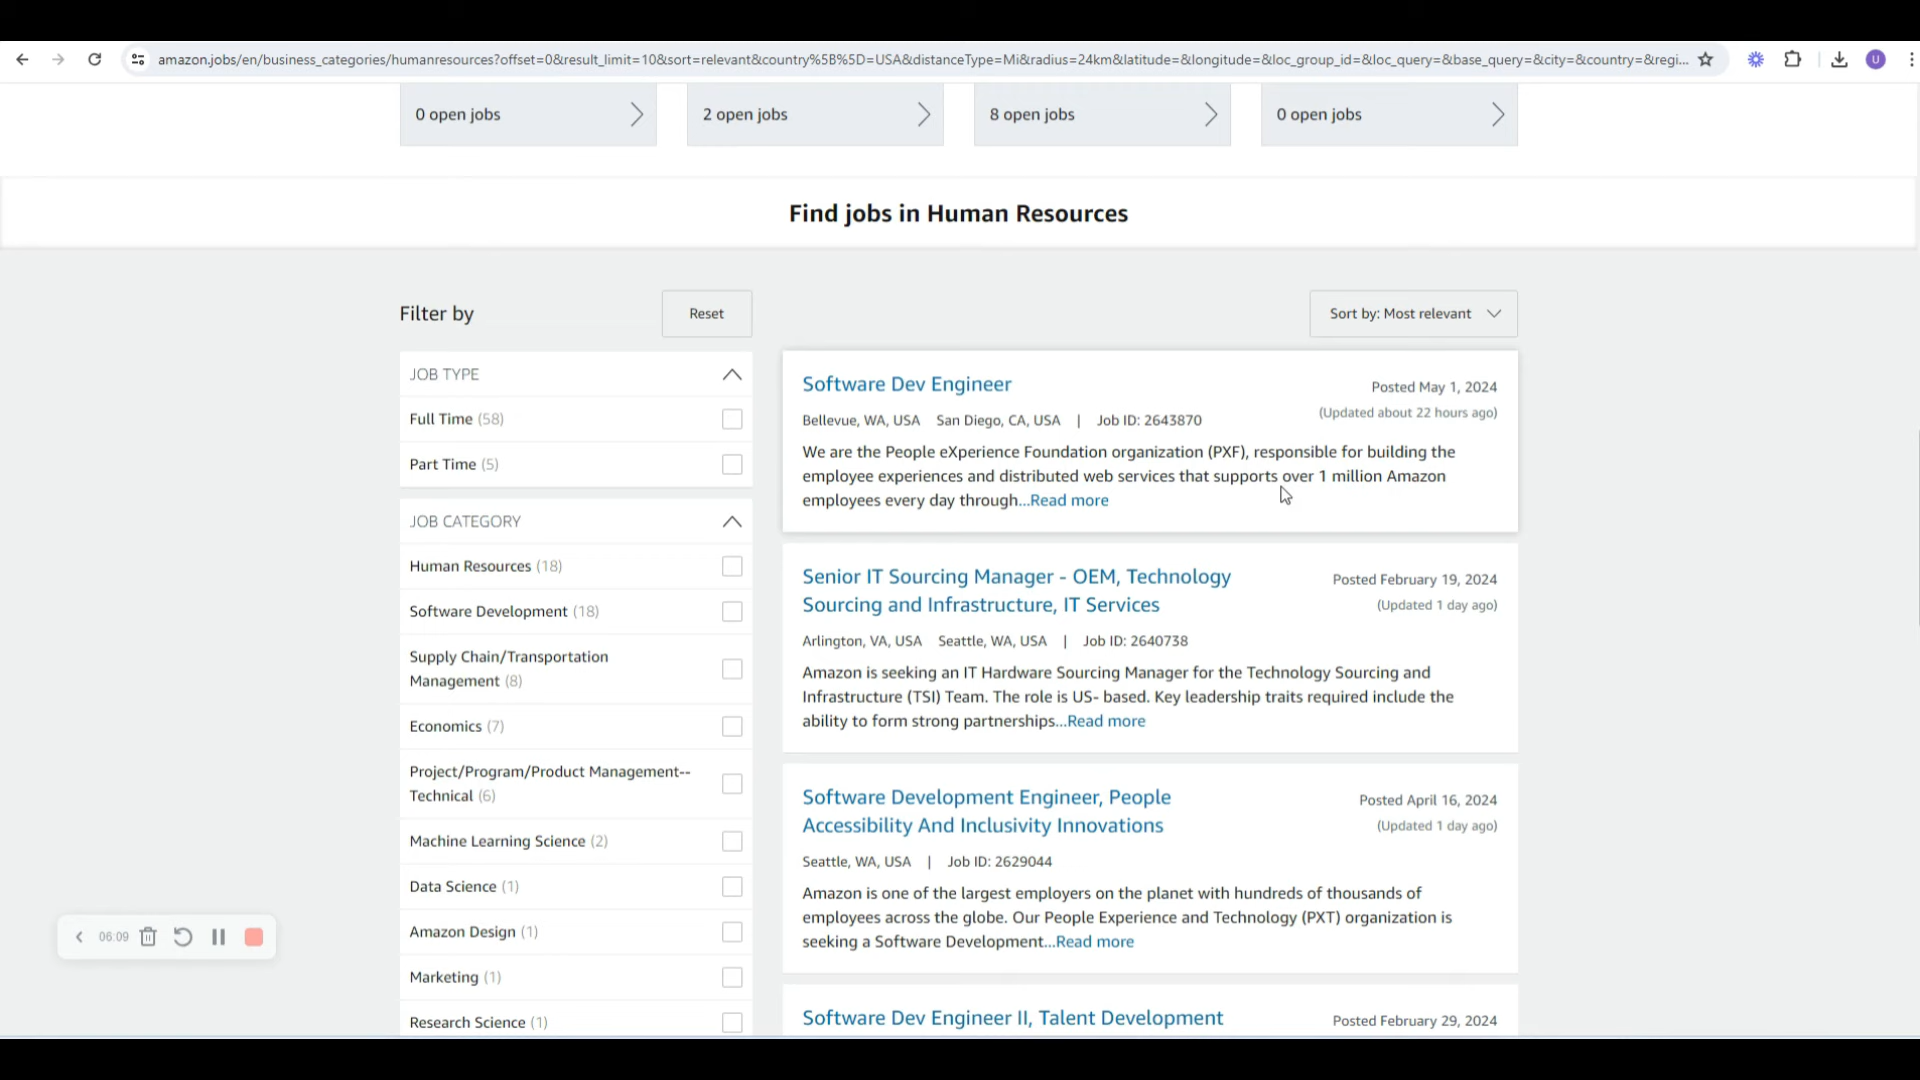 amazon.jobs/en/business_categories/humanresources?offset=0&result_limit=10&sort=relevant&country%5B%5D=USA&distanceType=Mi&radius=24km&latitude=&longitude=&loc_group_id=&loc_query=&base_query=&city=&country=&regi...
U
0 open jobs
2 open jobs
8 open jobs
0 open jobs
Find jobs in Human Resources
Filter by
Reset
Sort by: Most relevant
JOB TYPE
Full Time (58)
Part Time (5)
JOB CATEGORY
Human Resources (18)
Software Development (18)
Supply Chain/Transportation
Management (8)
Economics (7)
Project/Program/Product Management--
Technical (6)
Machine Learning Science (2)
Data Science (1)
Amazon Design (1)
Marketing (1)
Research Science (1)
Software Dev Engineer
Posted May 1, 2024
(Updated about 22 hours ago)
Bellevue, WA, USA San Diego, CA, USA | Job ID: 2643870
We are the People eXperience Foundation organization (PXF), responsible for building the
employee experiences and distributed web services that supports over 1 million Amazon
employees every day through...Read more
Senior IT Sourcing Manager - OEM, Technology
Sourcing and Infrastructure, IT Services
Posted February 19, 2024
(Updated 1 day ago)
Arlington, VA, USA Seattle, WA, USA | Job ID: 2640738
Amazon is seeking an IT Hardware Sourcing Manager for the Technology Sourcing and
Infrastructure (TSI) Team. The role is US- based. Key leadership traits required include the
ability to form strong partnerships...Read more
Software Development Engineer, People
Accessibility And Inclusivity Innovations
Posted April 16, 2024
(Updated 1 day ago)
Seattle, WA, USA | Job ID: 2629044
Amazon is one of the largest employers on the planet with hundreds of thousands of
employees across the globe. Our People Experience and Technology (PXT) organization is
seeking a Software Development...Read more
Software Dev Engineer II, Talent Development
Posted February 29, 2024
06:09